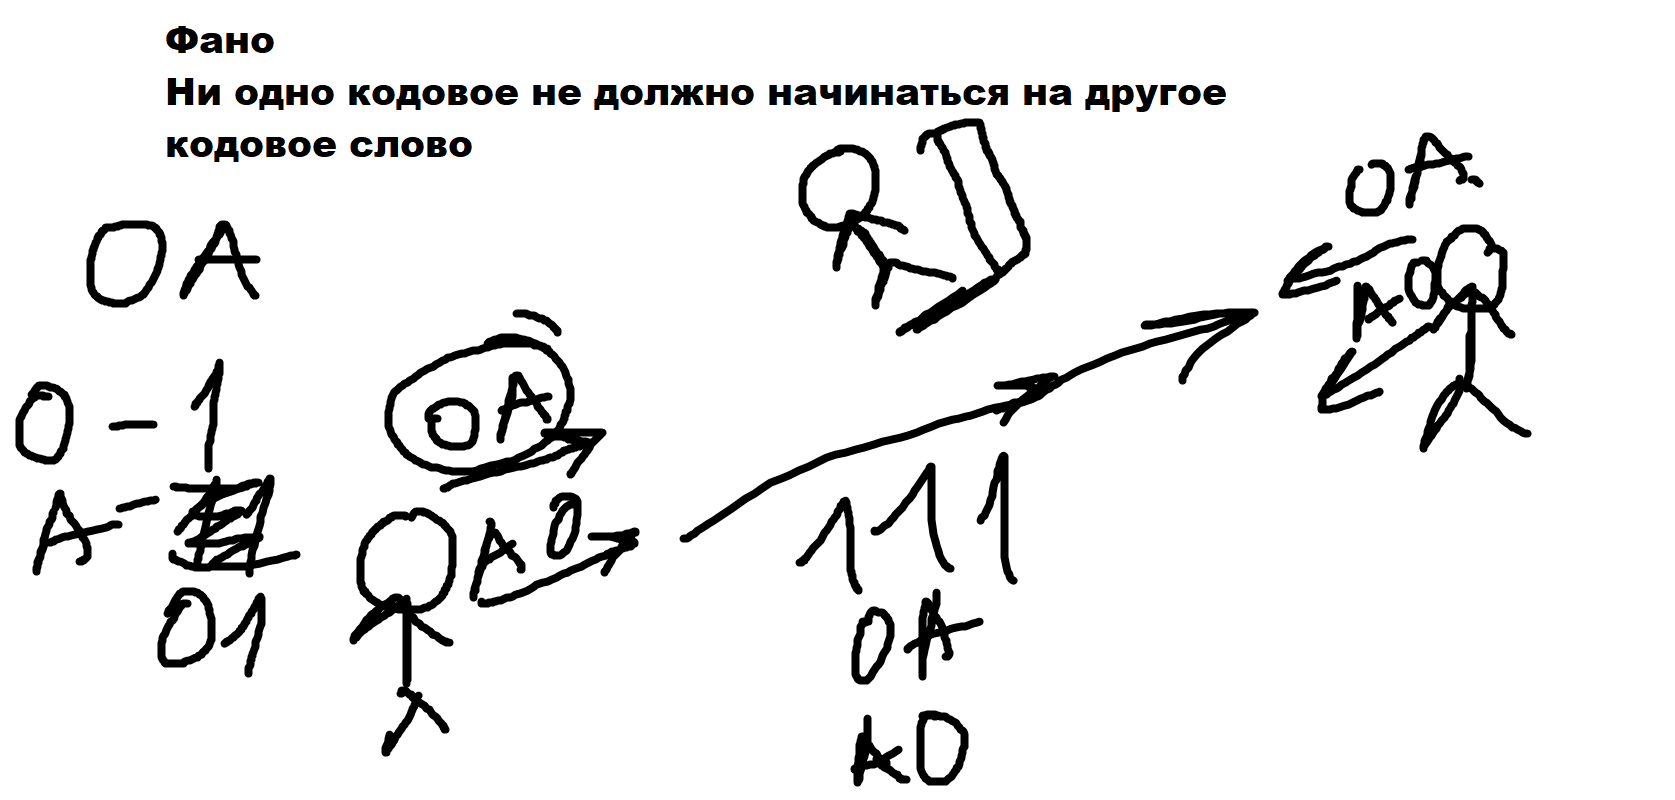 Фано
Ни одно кодовое не должно начинаться на другое
кодовое слово
ОА
ОА
О - 1
ОА
А -
01
АО
АО
111
ОА
АО